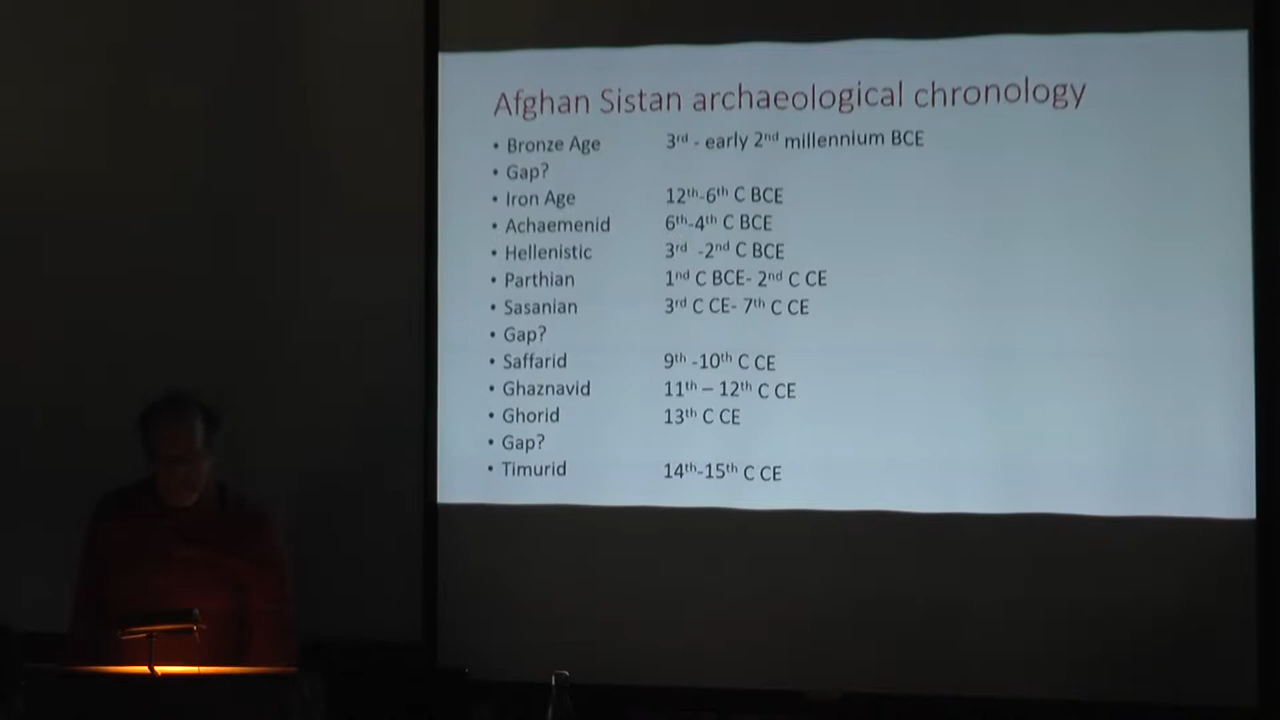 Afghan Sistan archaeological chronology
• Bronze Age 3rd - early 2nd millennium BCE
• Gap?
• Iron Age 12th-6th C BCE
• Achaemenid 6th-4th C BCE
• Hellenistic 3rd -2nd C BCE
• Parthian 1nd C BCE- 2nd C CE
• Sasanian 3rd C CE- 7th C CE
• Gap?
• Saffarid 9th -10th C CE
• Ghaznavid 11th – 12th C CE
• Ghorid 13th C CE
• Gap?
• Timurid 14th-15th C CE